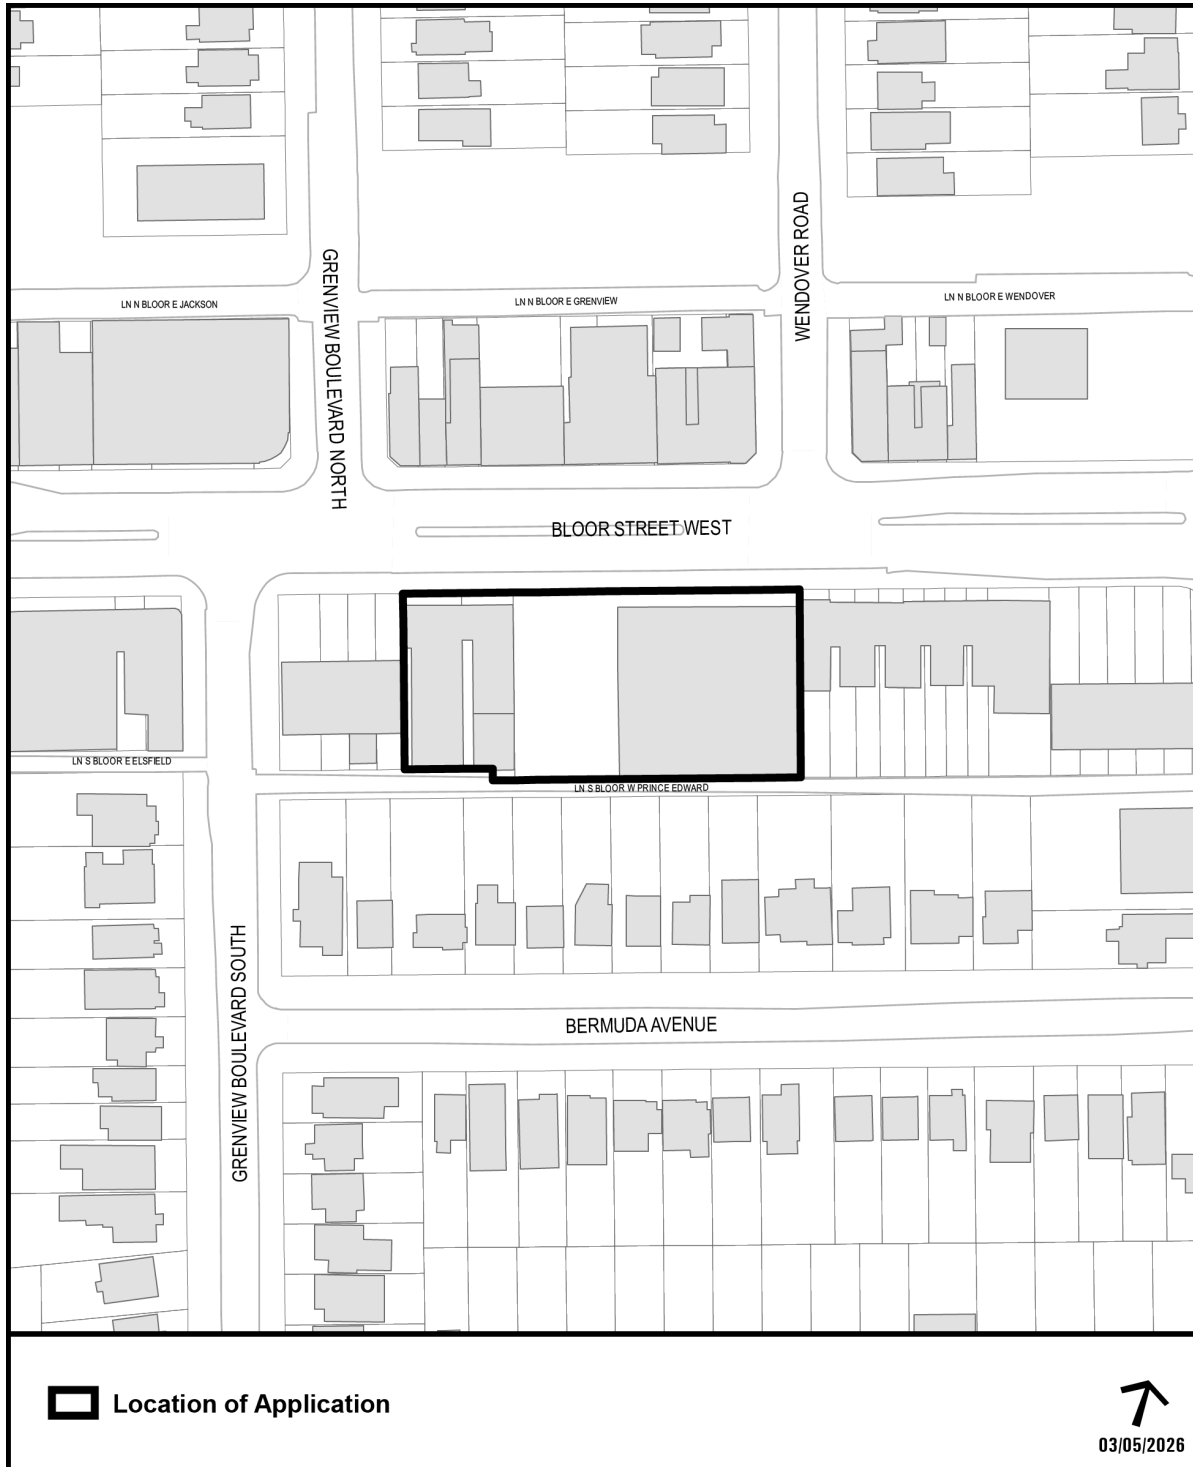 WENDOVER ROAD
GRENVIEW BOULEVARD NORTH
LN N BLOOR E JACKSON
LN N BLOOR E GRENVIEW
LN N BLOOR E WENDOVER
BLOOR STREET WEST
LN S BLOOR E ELSFIELD
LN S BLOOR W PRINCE EDWARD
GRENVIEW BOULEVARD SOUTH
BERMUDA AVENUE
Location of Application
03/05/2026